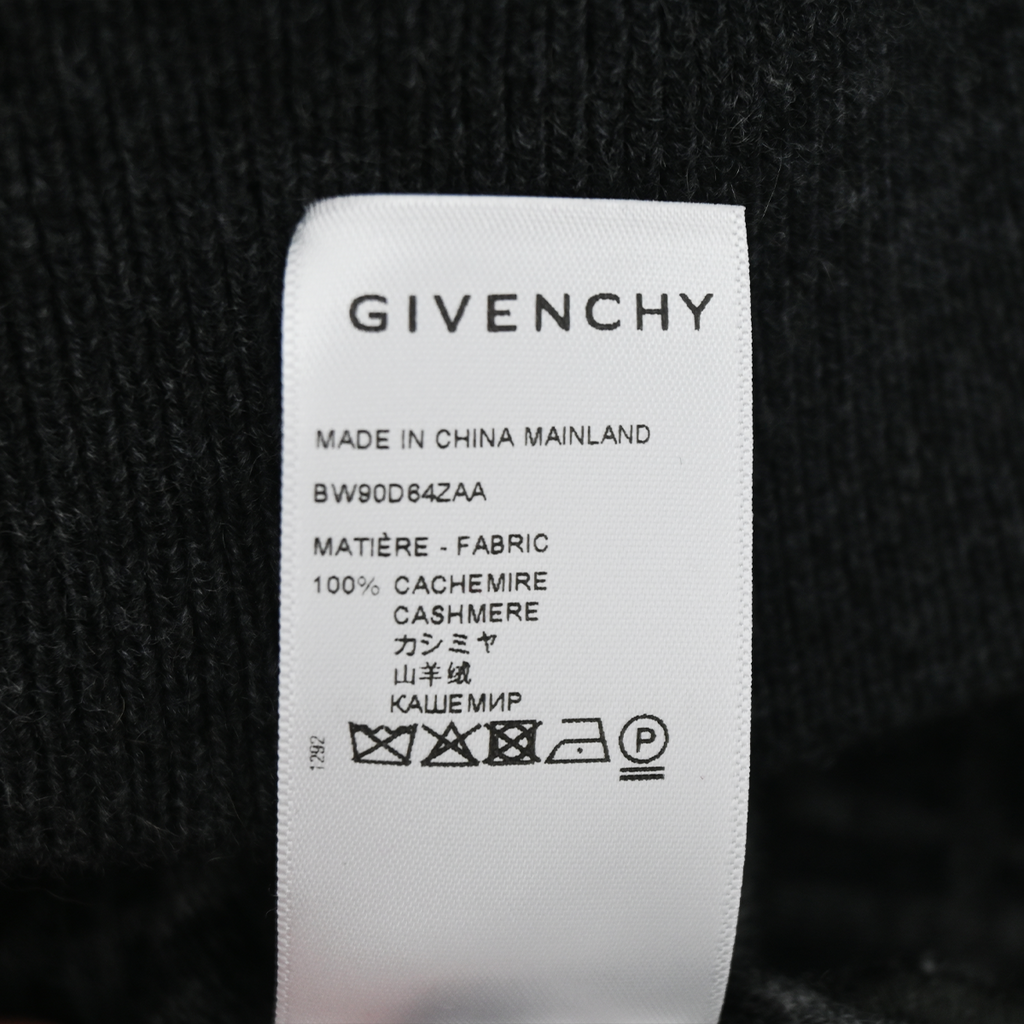 GIVENCHY
MADE IN CHINA MAINLAND
BW90D64ZAA
MATIÈRE - FABRIC
100% CACHEMIRE
CASHMERE
カシミヤ
山羊绒
КАШЕМИР
1292
P